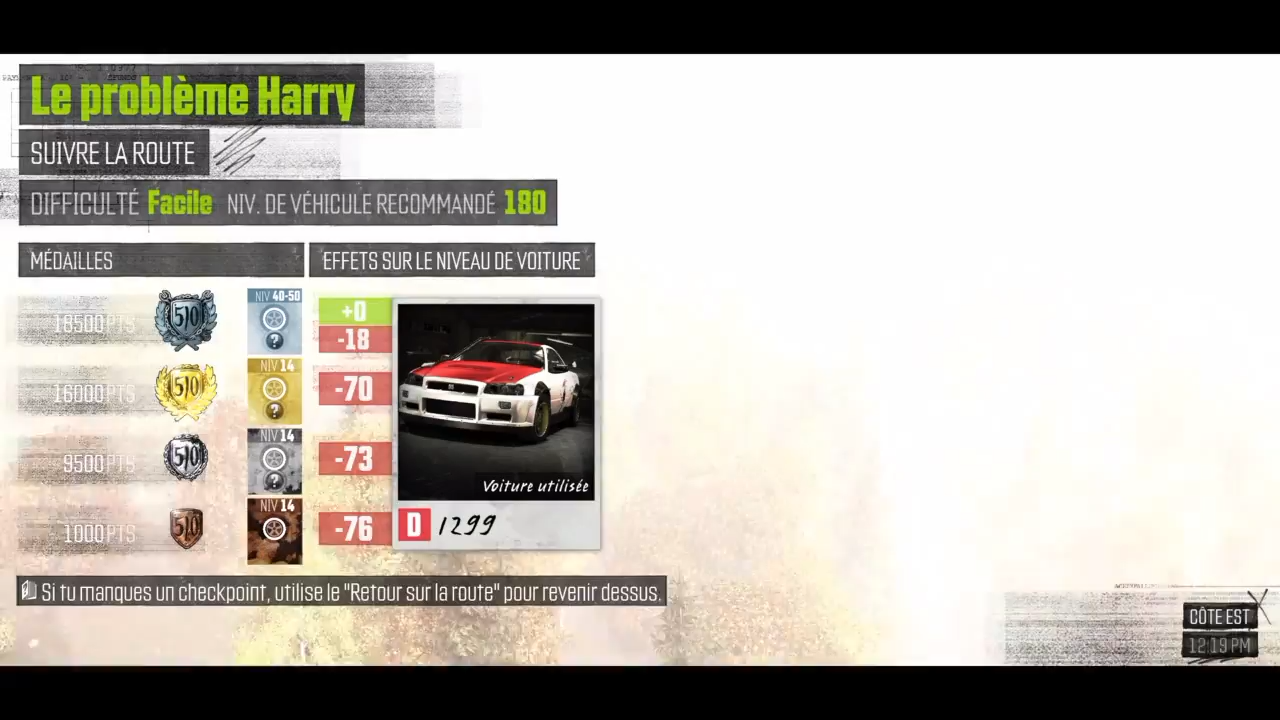 Le problème Harry
SUIVRE LA ROUTE
DIFFICULTÉ Facile NIV. DE VÉHICULE RECOMMANDÉ 180
MÉDAILLES
EFFETS SUR LE NIVEAU DE VOITURE
18500 PTS 510 NIV 40-50 ? +0
-18
16000 PTS 510 NIV 14 ? -70
9500 PTS 510 NIV 14 ? -73
1000 PTS 510 NIV 14 -76
Voiture utilisée
D 1299
Si tu manques un checkpoint, utilise le "Retour sur la route" pour revenir dessus.
CÔTE EST
12:19 PM